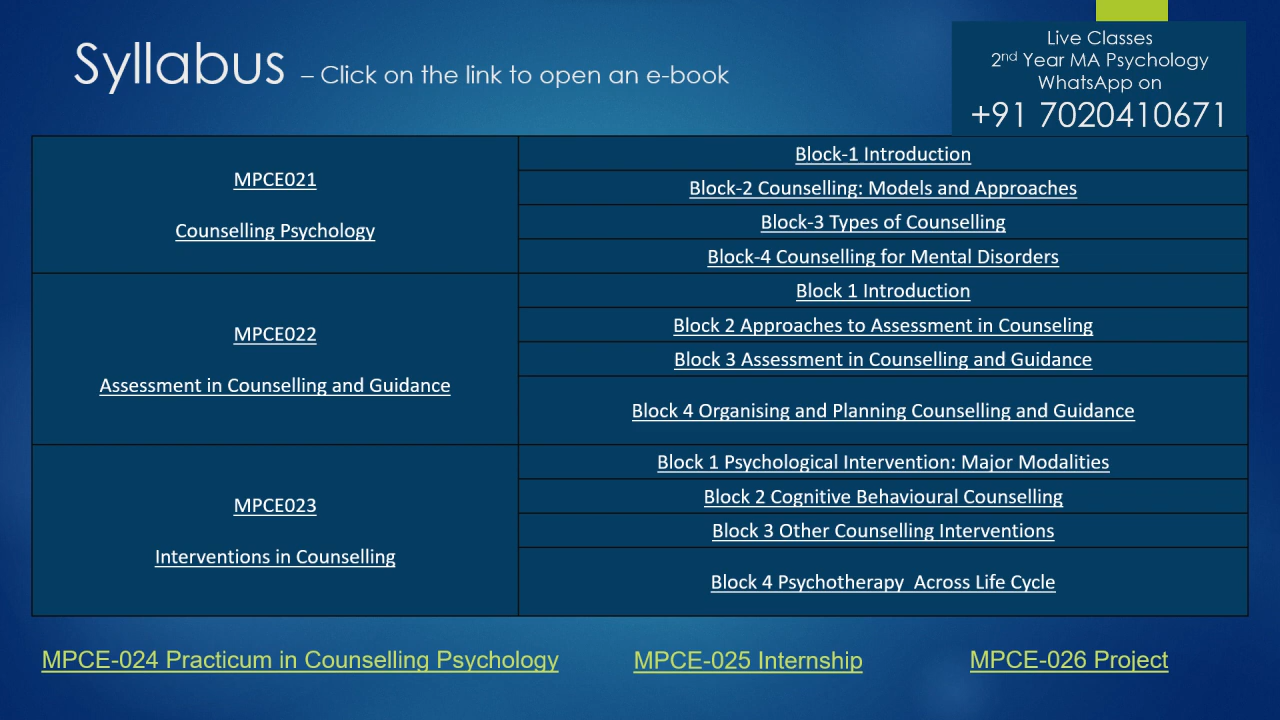 Syllabus – Click on the link to open an e-book
Live Classes
2nd Year MA Psychology
WhatsApp on
+91 7020410671
MPCE021
Counselling Psychology
Block-1 Introduction
Block-2 Counselling: Models and Approaches
Block-3 Types of Counselling
Block-4 Counselling for Mental Disorders
MPCE022
Assessment in Counselling and Guidance
Block 1 Introduction
Block 2 Approaches to Assessment in Counseling
Block 3 Assessment in Counselling and Guidance
Block 4 Organising and Planning Counselling and Guidance
MPCE023
Interventions in Counselling
Block 1 Psychological Intervention: Major Modalities
Block 2 Cognitive Behavioural Counselling
Block 3 Other Counselling Interventions
Block 4 Psychotherapy  Across Life Cycle
MPCE-024 Practicum in Counselling Psychology
MPCE-025 Internship
MPCE-026 Project